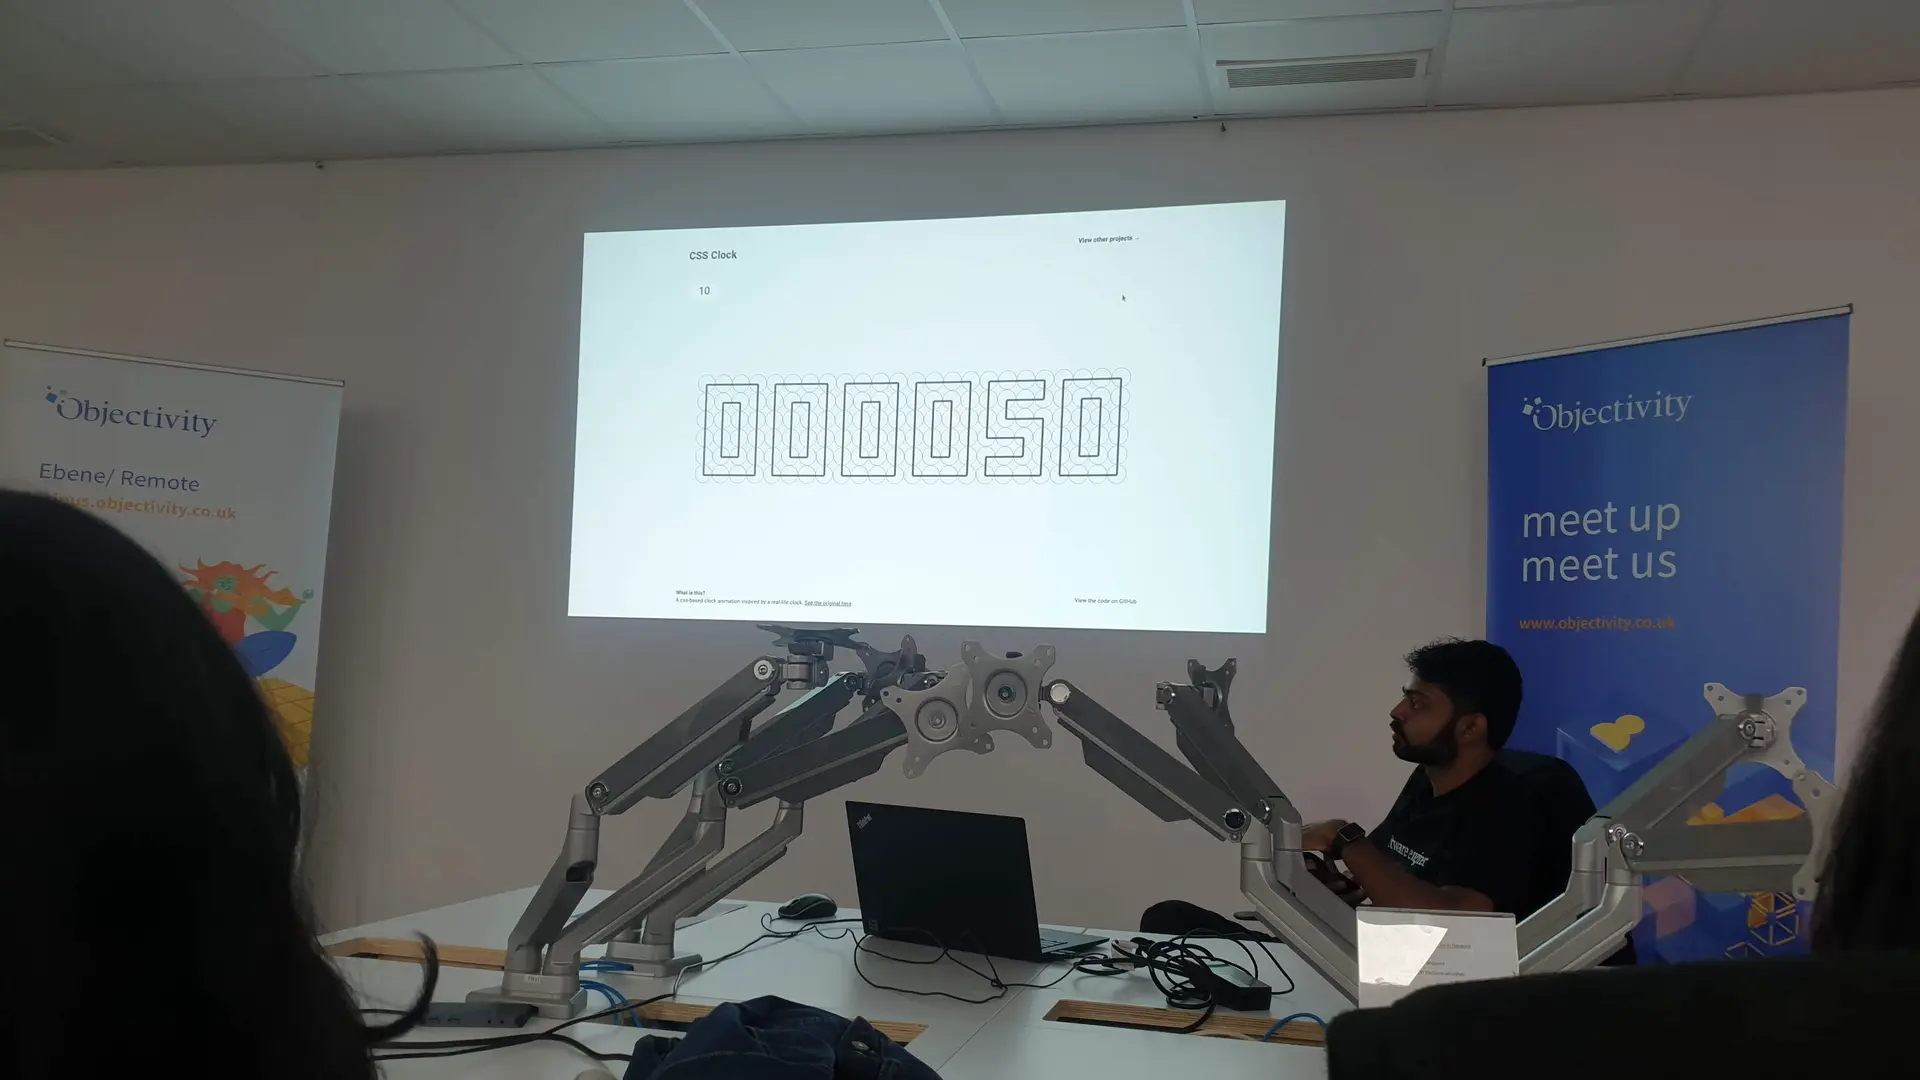 CSS Clock
View other projects →
10
000050
What is this?
A css-based clock animation inspired by a real-life clock. See the original here
View the code on GitHub
Objectivity
Ebene/ Remote
.objectivity.co.uk
Objectivity
meet up
meet us
www.objectivity.co.uk
ThinkPad